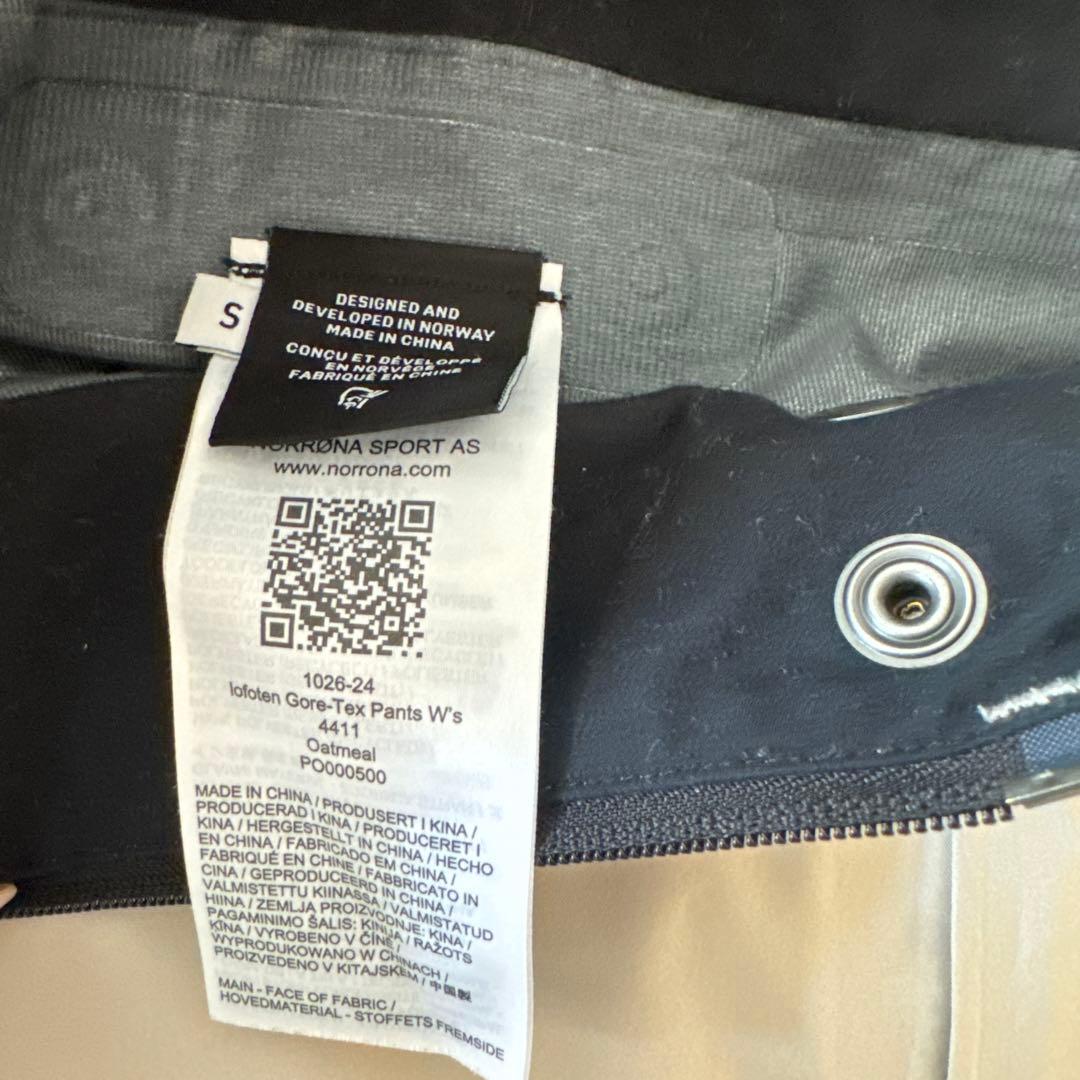 S
DESIGNED AND
DEVELOPED IN NORWAY
MADE IN CHINA
CONÇU ET DÉVELOPPÉ
EN NORVÈGE
FABRIQUÉ EN CHINE
NORRØNA SPORT AS
www.norrona.com
1026-24
lofoten Gore-Tex Pants W's
4411
Oatmeal
PO000500
MADE IN CHINA / PRODUSERT I KINA /
PRODUCERAD I KINA / PRODUCERET I
KINA / HERGESTELLT IN CHINA / HECHO
EN CHINA / FABRICADO EM CHINA /
FABRIQUÉ EN CHINE / FABBRICATO IN
CINA / GEPRODUCEERD IN CHINA /
VALMISTETTU KIINASSA / VALMISTATUD
HIINA / ZEMLJA PROIZVODNJE: KINA /
PAGAMINIMO ŠALIS: KINIJA / RAŽOTS
ĶĪNA / VYROBENO V ČÍNĚ /
WYPRODUKOWANO W CHINACH /
PROIZVEDENO V KITAJSKEM / 中国製
MAIN - FACE OF FABRIC /
HOVEDMATERIAL - STOFFETS FREMSIDE